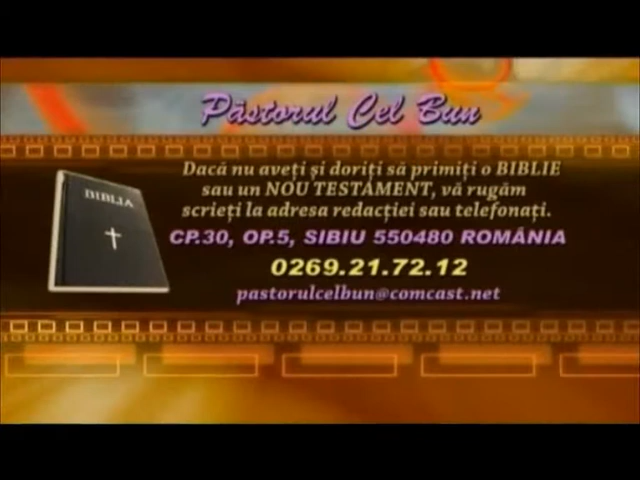 Păstorul Cel Bun
Dacă nu aveți și doriți să primiți o BIBLIE
sau un NOU TESTAMENT, vă rugăm
scrieți la adresa redacției sau telefonați.
BIBLIA
CP.30, OP.5, SIBIU 550480 ROMÂNIA
0269.21.72.12
pastorulcelbun@comcast.net